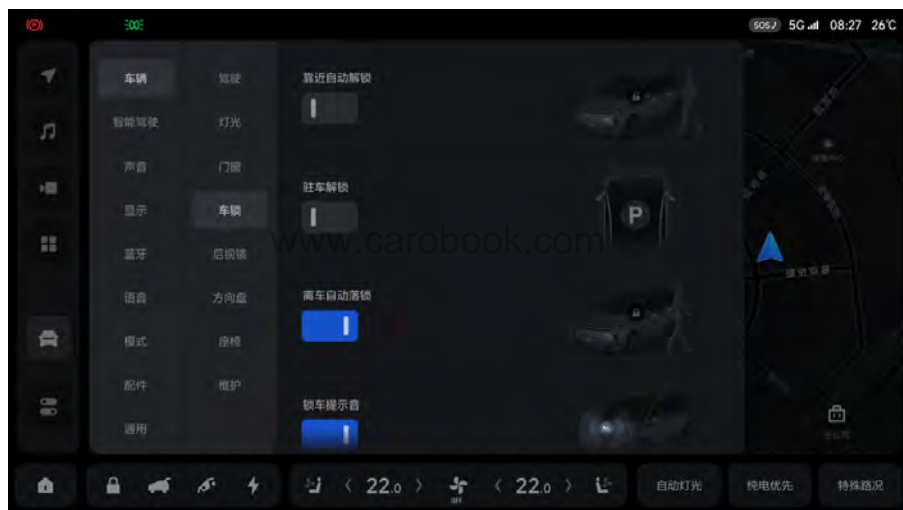 SOS 5G 08:27 26℃
车辆 驾驶 靠近自动解锁
智能驾驶 灯光
声音 门窗
驻车解锁
显示 车锁
P
蓝牙 后视镜
www.carobook.com
语音 方向盘 离车自动落锁
模式 座椅
配件 维护
锁车提示音
通用
22.0 OFF 22.0 自动灯光 纯电优先 特殊路况